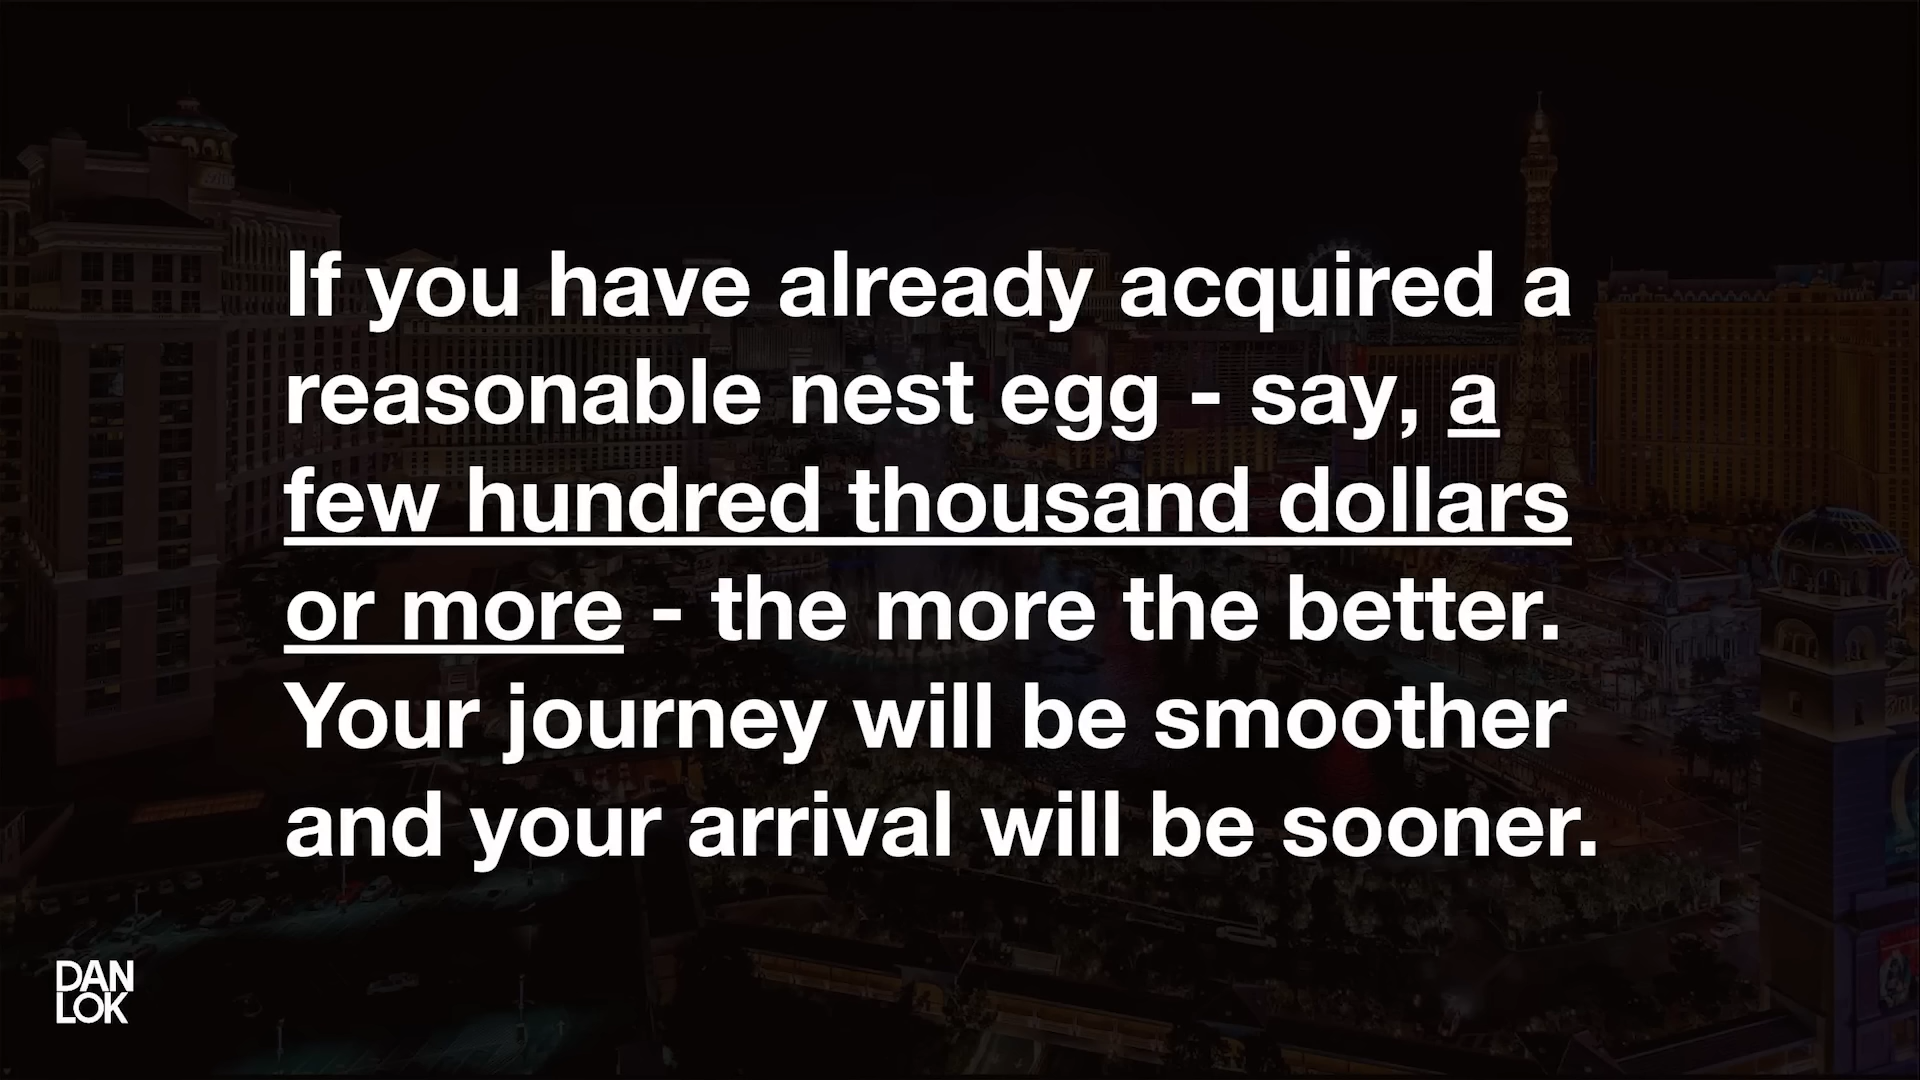 If you have already acquired a
reasonable nest egg - say, a
few hundred thousand dollars
or more - the more the better.
Your journey will be smoother
and your arrival will be sooner.
DAN
LOK